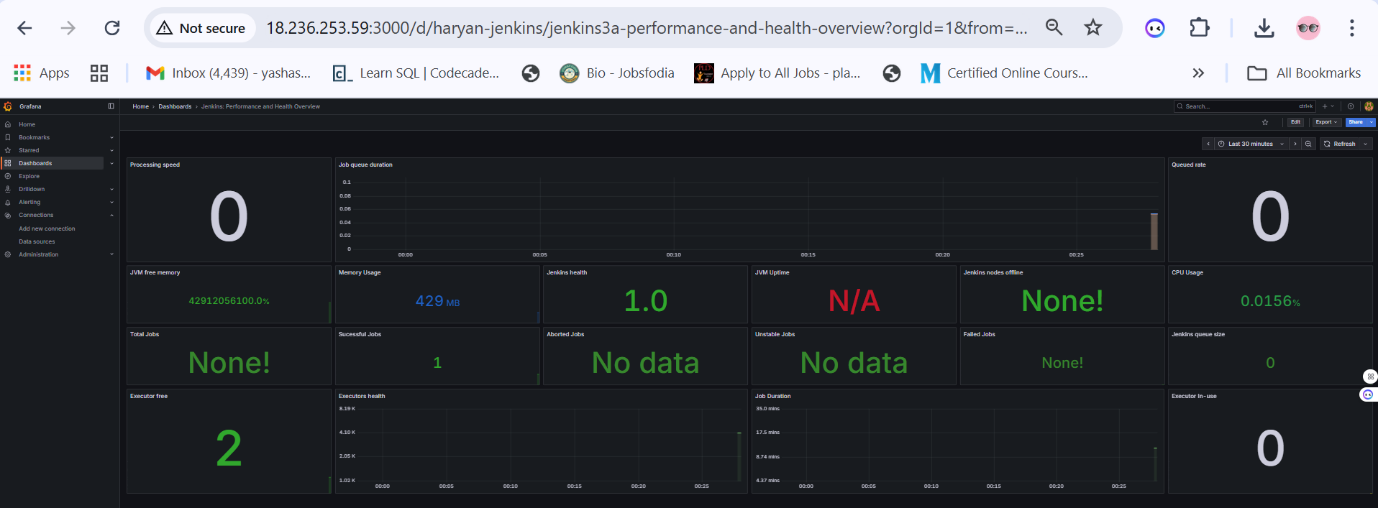 Not secure 18.236.253.59:3000/d/haryan-jenkins/jenkins3a-performance-and-health-overview?orgId=1&from=...
Apps Inbox (4,439) - yashas... Learn SQL | Codecade... Bio - Jobsfodia Apply to All Jobs - pla... Certified Online Cours... » All Bookmarks
Grafana Home › Dashboards › Jenkins: Performance and Health Overview Search... ctrl+k
Home
Edit Export Share
Bookmarks
Starred
Last 30 minutes Refresh
Dashboards
Explore
Drilldown
Alerting
Connections
Add new connection
Data sources
Administration
Processing speed
0
Job queue duration
0.1
0.08
0.06
0.04
0.02
0
00:00 00:05 00:10 00:15 00:20 00:25
Queued rate
0
JVM free memory
42912056100.0%
Memory Usage
429 MB
Jenkins health
1.0
JVM Uptime
N/A
Jenkins nodes offline
None!
CPU Usage
0.0156%
Total Jobs
None!
Sucessful Jobs
1
Aborted Jobs
No data
Unstable Jobs
No data
Failed Jobs
None!
Jenkins queue size
0
Executor free
2
Executors health
8.19 K
4.10 K
2.05 K
1.02 K
00:00 00:05 00:10 00:15 00:20 00:25
Job Duration
35.0 mins
17.5 mins
8.74 mins
4.37 mins
00:00 00:05 00:10 00:15 00:20 00:25
Executor In-use
0